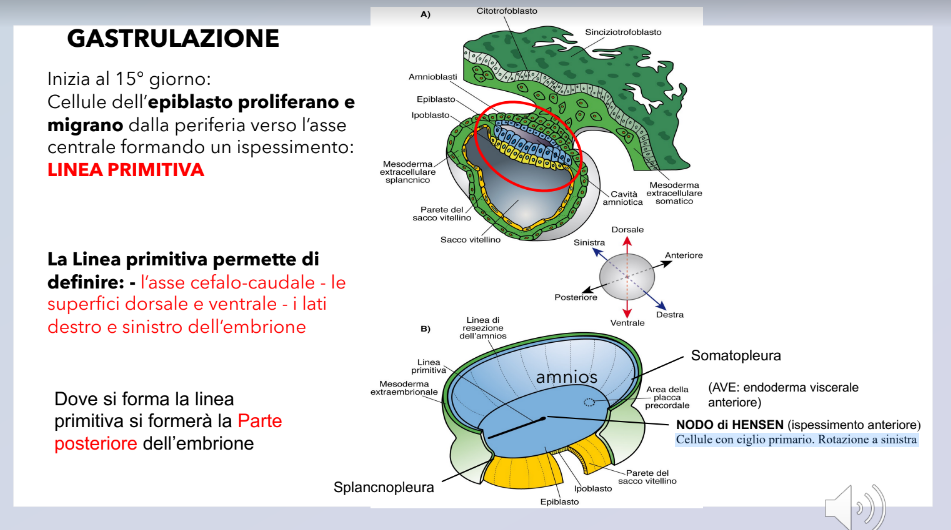 GASTRULAZIONE
Inizia al 15° giorno:
Cellule dell'epiblasto proliferano e
migrano dalla periferia verso l'asse
centrale formando un ispessimento:
LINEA PRIMITIVA
La Linea primitiva permette di
definire: - l'asse cefalo-caudale - le
superfici dorsale e ventrale - i lati
destro e sinistro dell'embrione
Dove si forma la linea
primitiva si formerà la Parte
posteriore dell'embrione
A)
Citotrofoblasto
Sinciziotrofoblasto
Amnioblasti
Epiblasto
Ipoblasto
Mesoderma
extracellulare
splancnico
Parete del
sacco vitellino
Sacco vitellino
Cavità
amniotica
Mesoderma
extracellulare
somatico
Dorsale
Sinistra
Anteriore
Posteriore
Ventrale
Destra
B)
Linea di
resezione
dell'amnios
Linea
primitiva
Mesoderma
extraembrionale
amnios
Area della
placca
precordale
Somatopleura
(AVE: endoderma viscerale
anteriore)
NODO di HENSEN (ispessimento anteriore)
Cellule con ciglio primario. Rotazione a sinistra
Parete del
sacco vitellino
Ipoblasto
Epiblasto
Splancnopleura